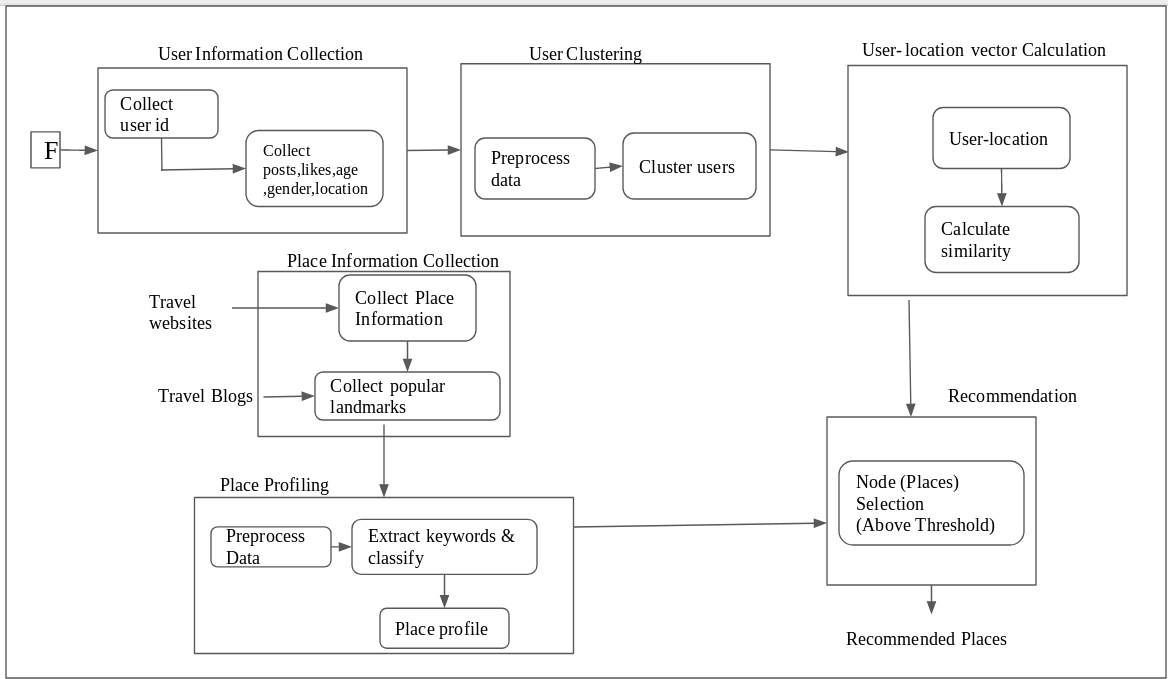 User Information Collection
User Clustering
User-location vector Calculation
F
Collect
user id
Collect
posts,likes,age
,gender,location
Preprocess
data
Cluster users
User-location
Calculate
similarity
Place Information Collection
Travel
websites
Collect Place
Information
Travel Blogs
Collect popular
landmarks
Recommendation
Node (Places)
Selection
(Above Threshold)
Place Profiling
Preprocess
Data
Extract keywords &
classify
Place profile
Recommended Places